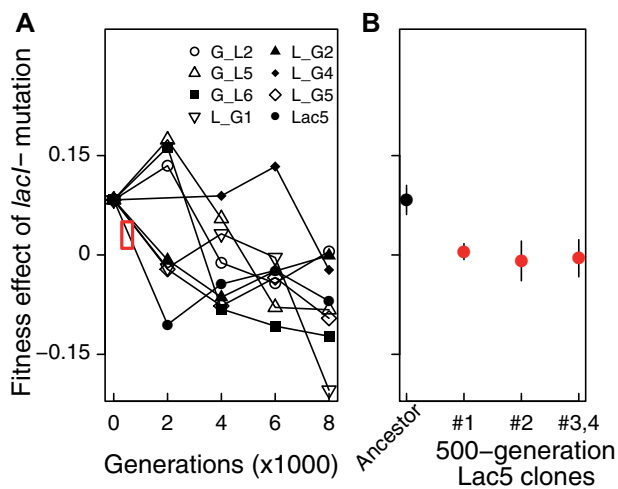 A
B
Fitness effect of lacI− mutation
0.15
0
−0.15
G_L2
G_L5
G_L6
L_G1
L_G2
L_G4
L_G5
Lac5
0 2 4 6 8
Generations (x1000)
Ancestor
#1 #2 #3,4
500−generation
Lac5 clones